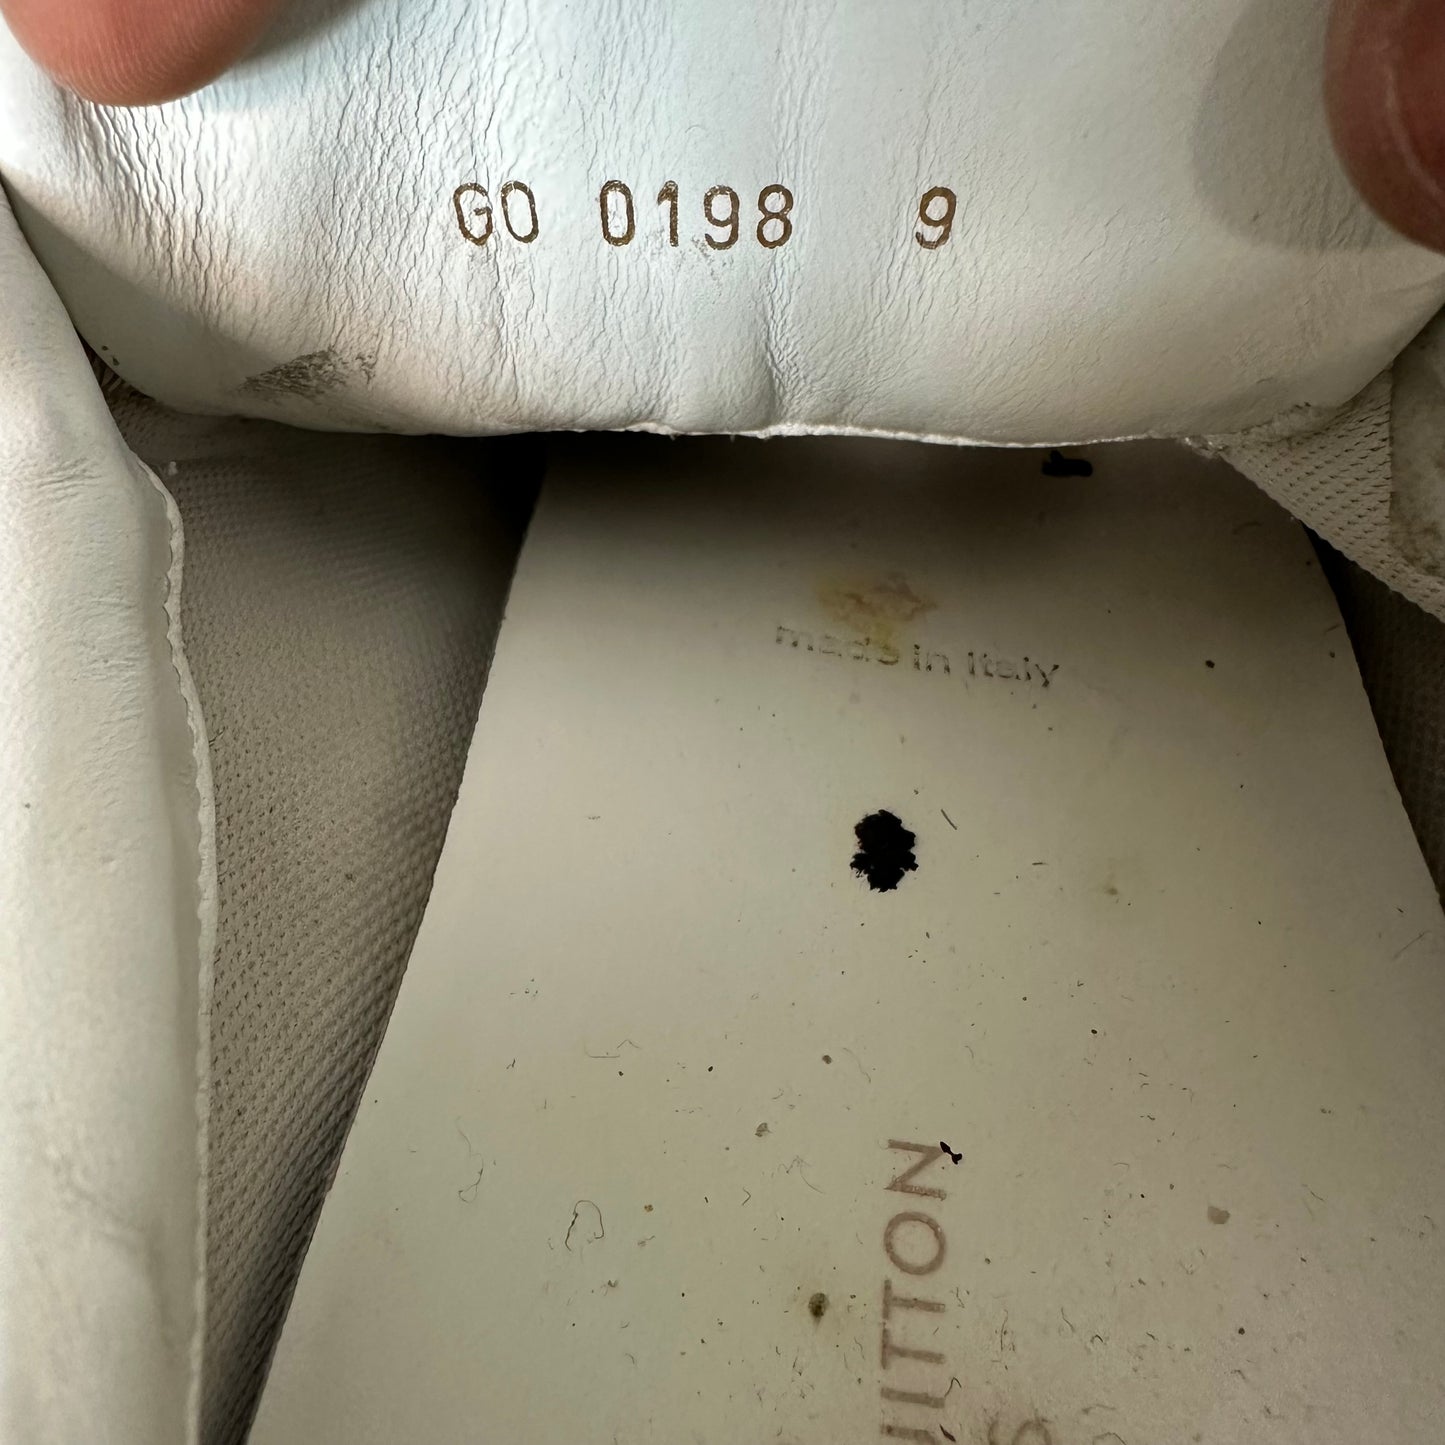 GO 0198 9
made in Italy
UITTON
S